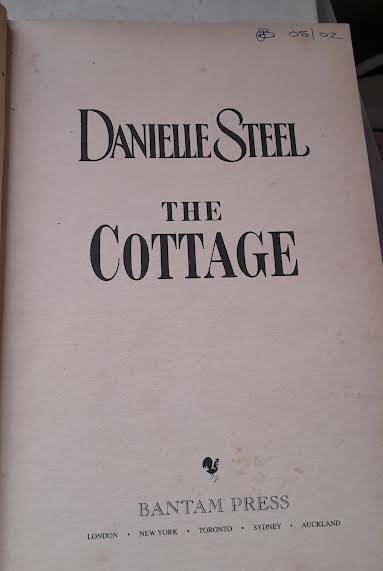 05/02
DANIELLE STEEL
THE
COTTAGE
BANTAM PRESS
LONDON • NEW YORK • TORONTO • SYDNEY • AUCKLAND